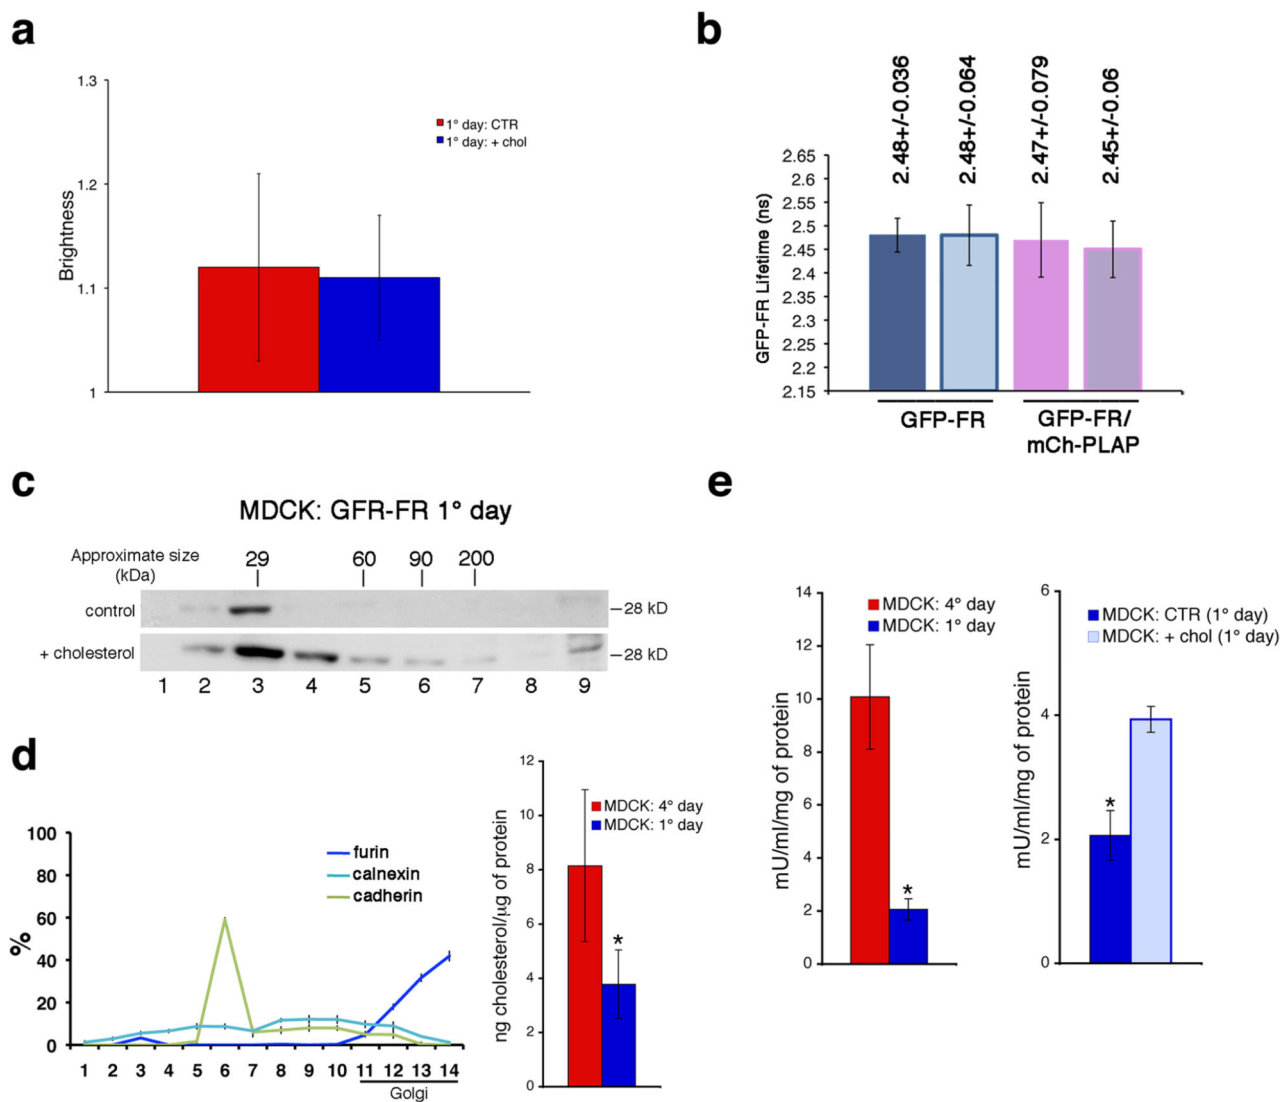 a
1.3
1.2
1.1
1
Brightness
1° day: CTR
1° day: + chol
b
2.48+/-0.036
2.48+/-0.064
2.47+/-0.079
2.45+/-0.06
2.65
2.6
2.55
2.5
2.45
2.4
2.35
2.3
2.25
2.2
2.15
GFP-FR Lifetime (ns)
GFP-FR
GFP-FR/
mCh-PLAP
c
MDCK: GFR-FR 1° day
Approximate size
(kDa)
29 60 90 200
control
28 kD
+ cholesterol
28 kD
1 2 3 4 5 6 7 8 9
d
100
80
60
40
20
0
%
furin
calnexin
cadherin
1 2 3 4 5 6 7 8 9 10 11 12 13 14
Golgi
12
10
8
6
4
2
0
ng cholesterol/µg of protein
MDCK: 4° day
MDCK: 1° day
*
e
14
12
10
8
6
4
2
0
mU/ml/mg of protein
MDCK: 4° day
MDCK: 1° day
*
6
4
2
0
mU/ml/mg of protein
MDCK: CTR (1° day)
MDCK: + chol (1° day)
*